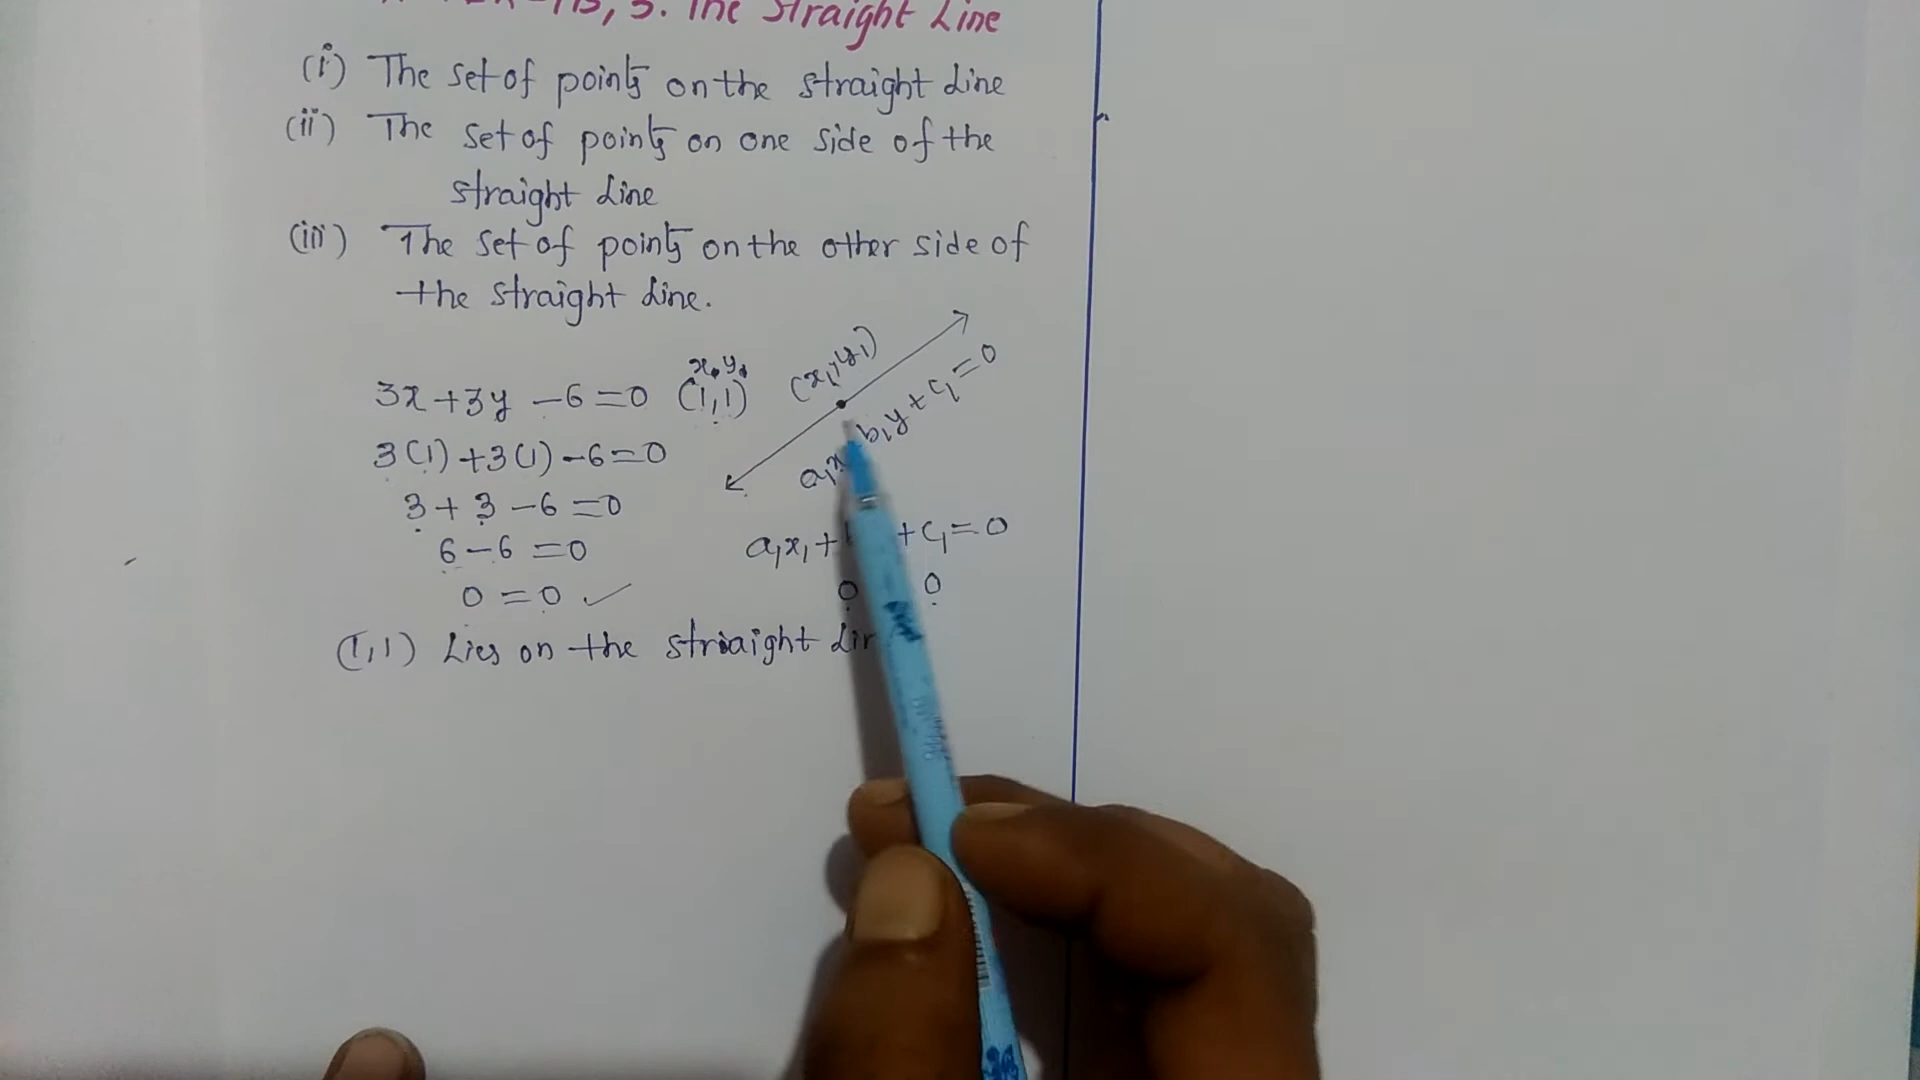 3. The Straight Line
(i) The set of points on the straight Line
(ii) The set of points on one side of the
straight Line
(iii) The set of points on the other side of
the straight Line.
3x+3y-6=0 (1,1)
x₁ y₁
(x₁,y₁)
b₁y+c₁=0
3(1)+3(1)-6=0
3+3-6=0
a₁x₁+ +c₁=0
6-6=0
0=0 ✓
0 0
(1,1) Lies on the striaight